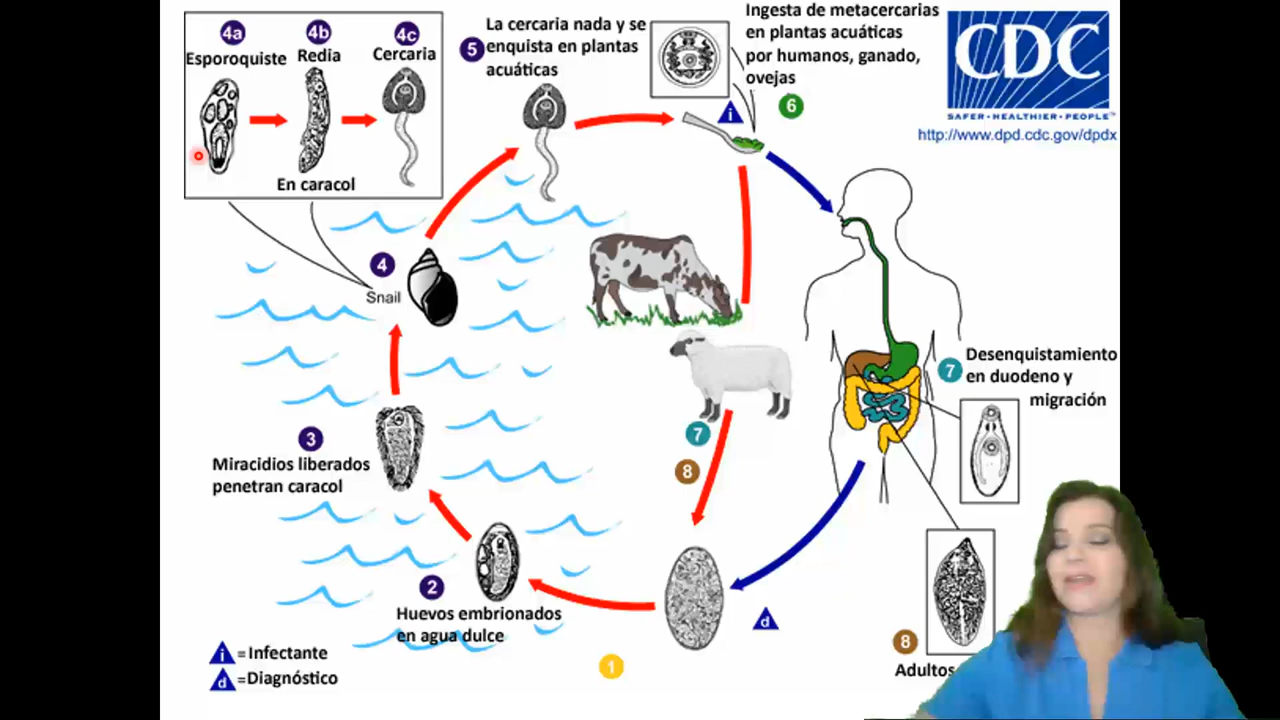 4a
4b
4c
Esporoquiste
Redia
Cercaria
En caracol
5
La cercaria nada y se
enquista en plantas
acuáticas
Ingesta de metacercarias
en plantas acuáticas
por humanos, ganado,
ovejas
i
6
CDC
SAFER·HEALTHIER·PEOPLE™
http://www.dpd.cdc.gov/dpdx
4
Snail
7
Desenquistamiento
en duodeno y
migración
3
Miracidios liberados
penetran caracol
7
8
2
Huevos embrionados
en agua dulce
d
8
Adultos
1
i = Infectante
d =Diagnóstico